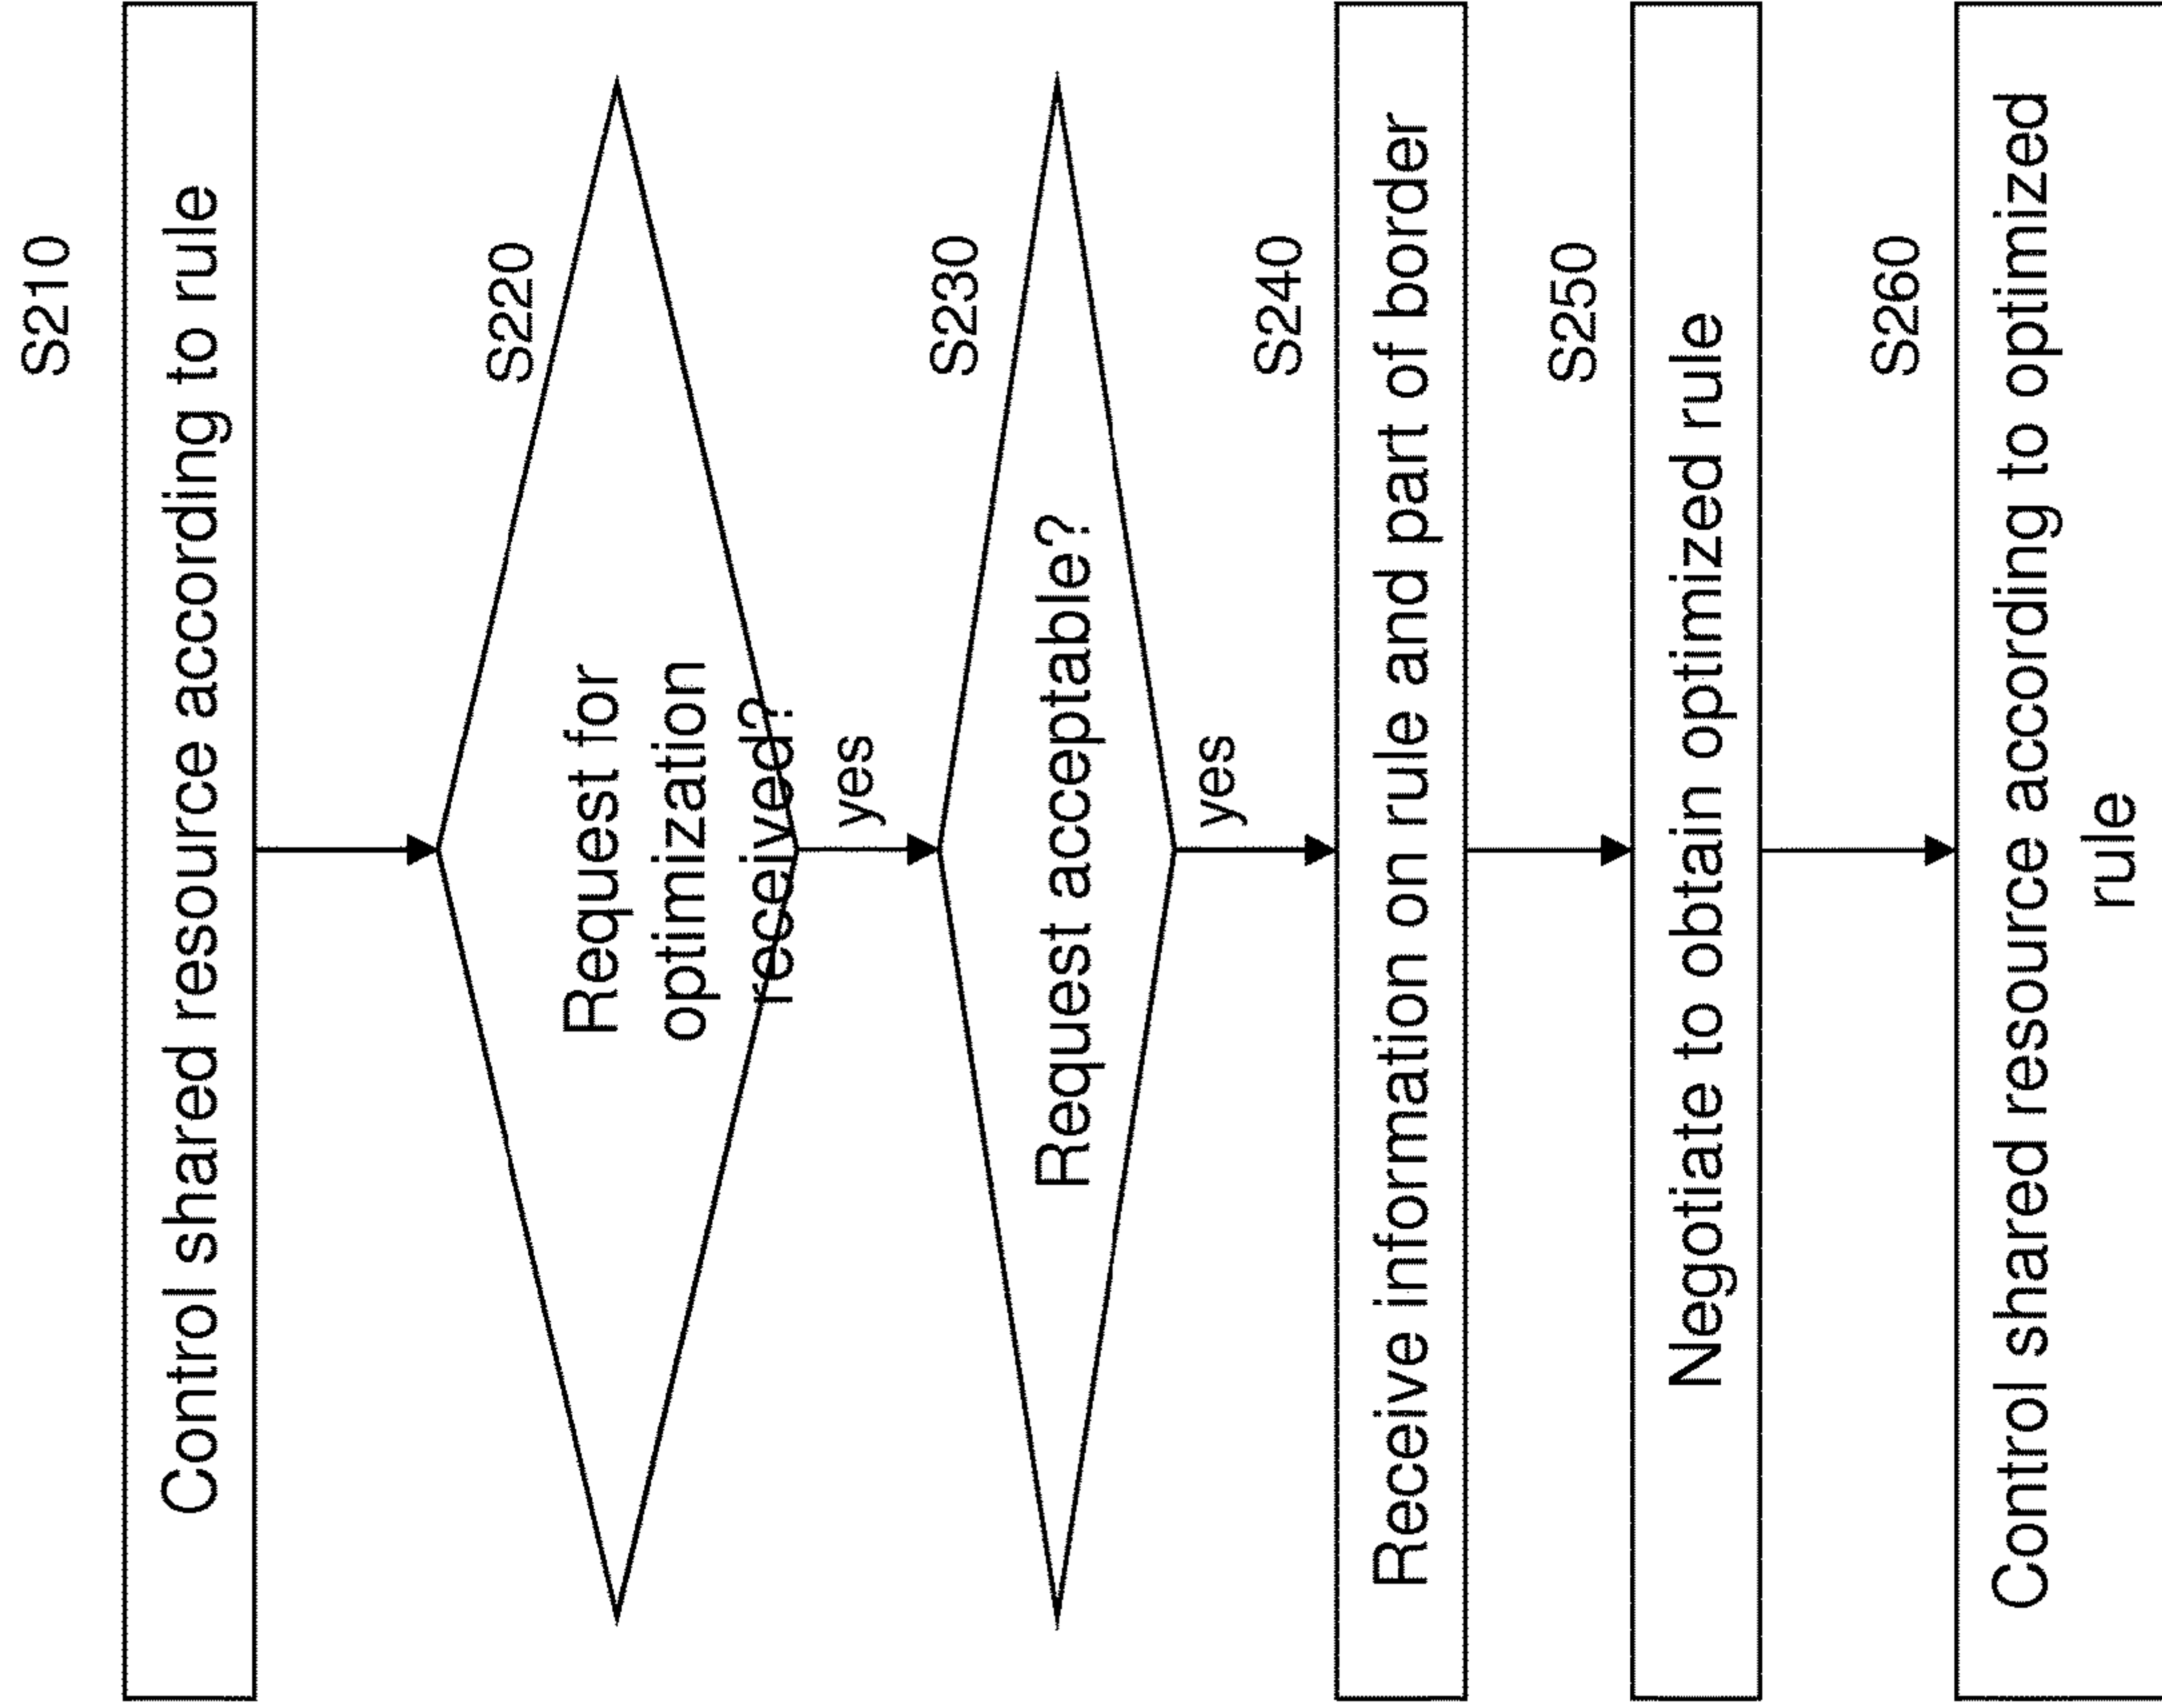 S210
Control shared resource according to rule
S220
Request for
optimization
received?
yes
S230
Request acceptable?
yes
S240
Receive information on rule and part of border
S250
Negotiate to obtain optimized rule
S260
Control shared resource according to optimized
rule